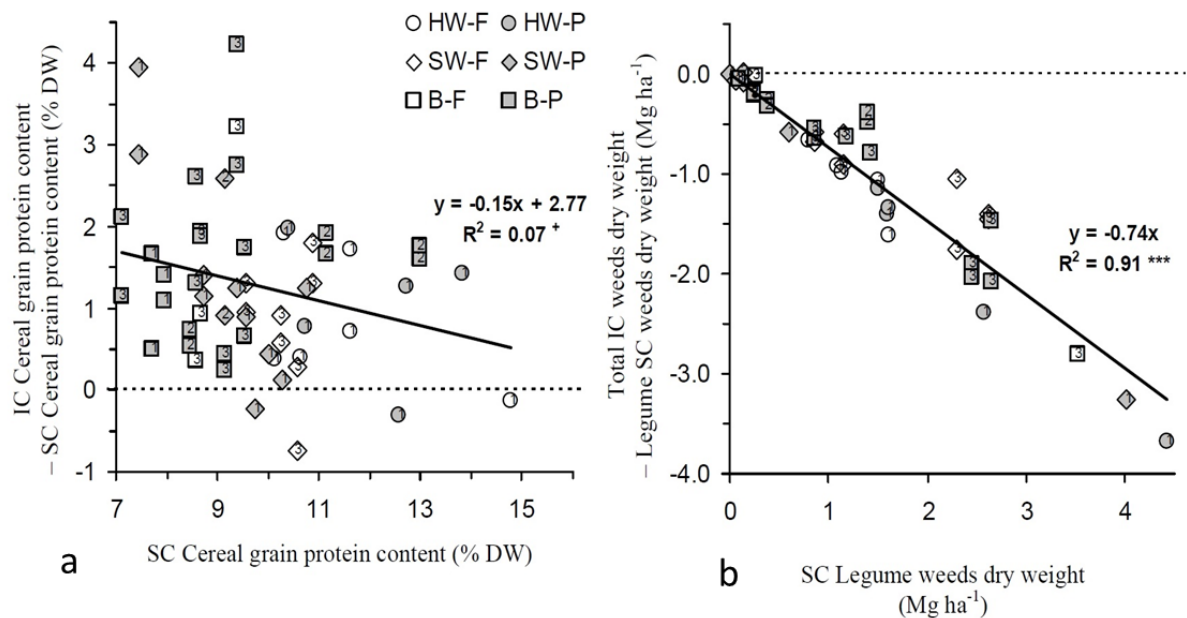 IC Cereal grain protein content
– SC Cereal grain protein content (% DW)
4
3
2
1
0
-1
HW-F HW-P
SW-F SW-P
B-F B-P
y = -0.15x + 2.77
R² = 0.07 ⁺
7 9 11 13 15
SC Cereal grain protein content (% DW)
a
Total IC weeds dry weight
– Legume SC weeds dry weight (Mg ha⁻¹)
0.0
-1.0
-2.0
-3.0
-4.0
y = -0.74x
R² = 0.91 ***
0 1 2 3 4
SC Legume weeds dry weight
(Mg ha⁻¹)
b